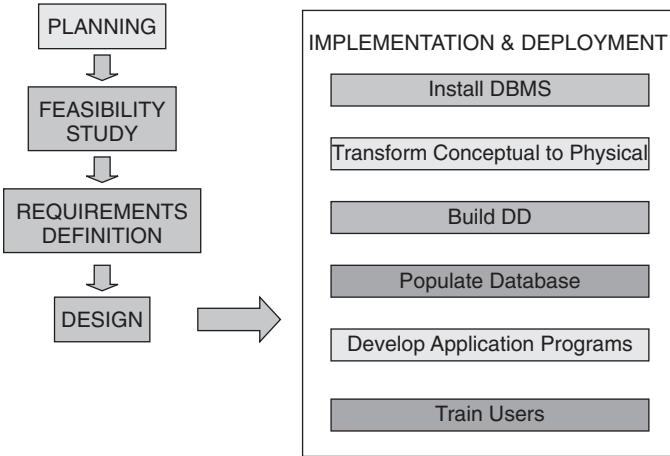 PLANNING
FEASIBILITY
STUDY
REQUIREMENTS
DEFINITION
DESIGN
IMPLEMENTATION & DEPLOYMENT
Install DBMS
Transform Conceptual to Physical
Build DD
Populate Database
Develop Application Programs
Train Users